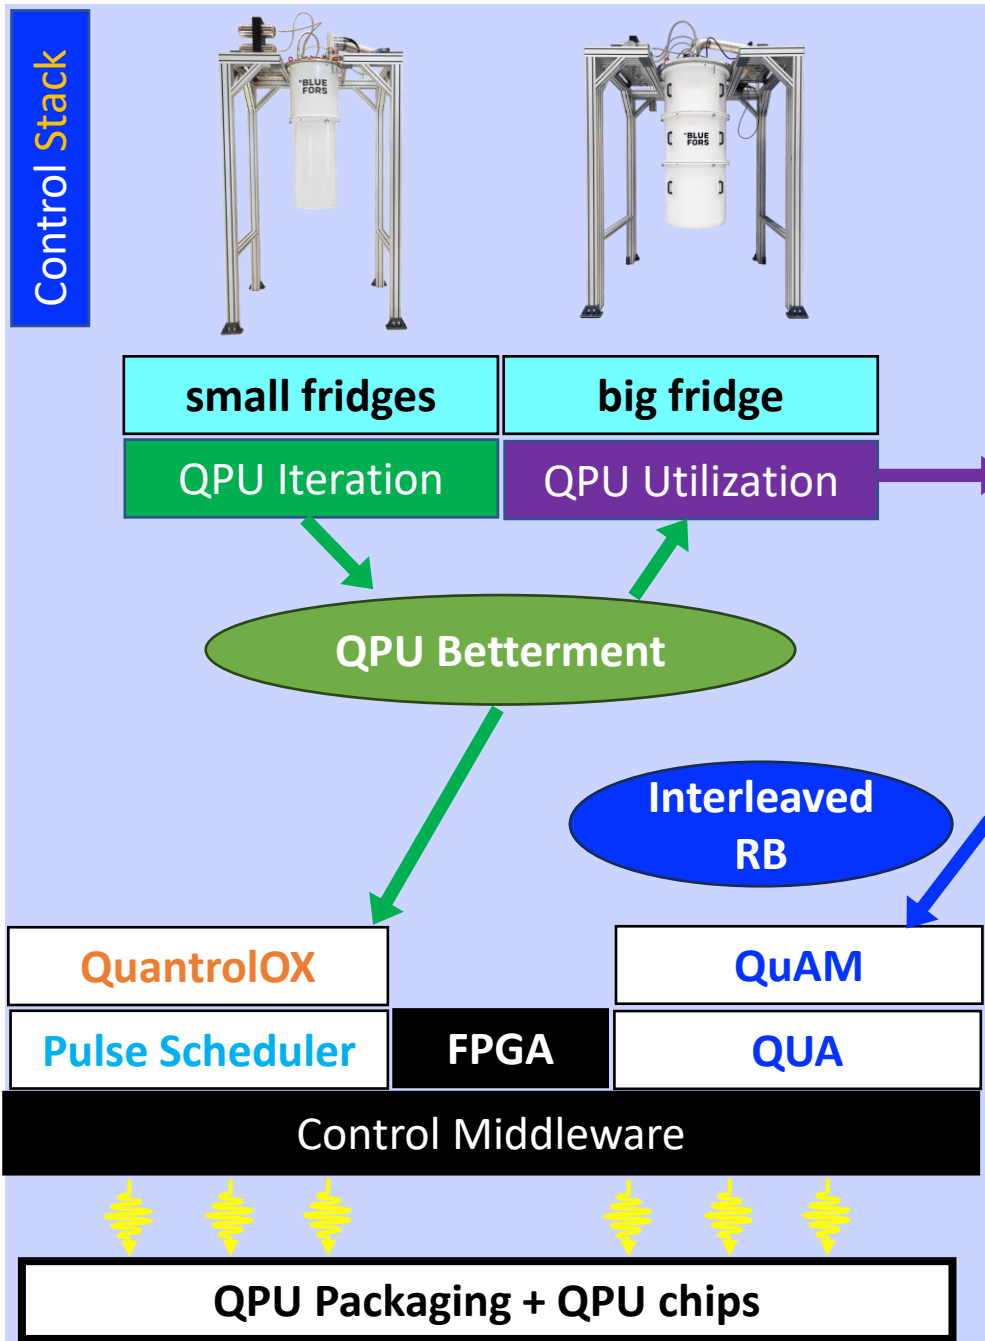 Control Stack
BLUE
FORS
BLUE
FORS
small fridges
big fridge
QPU Iteration
QPU Utilization
QPU Betterment
Interleaved
RB
QuantrolOX
QuAM
Pulse Scheduler
FPGA
QUA
Control Middleware
QPU Packaging + QPU chips